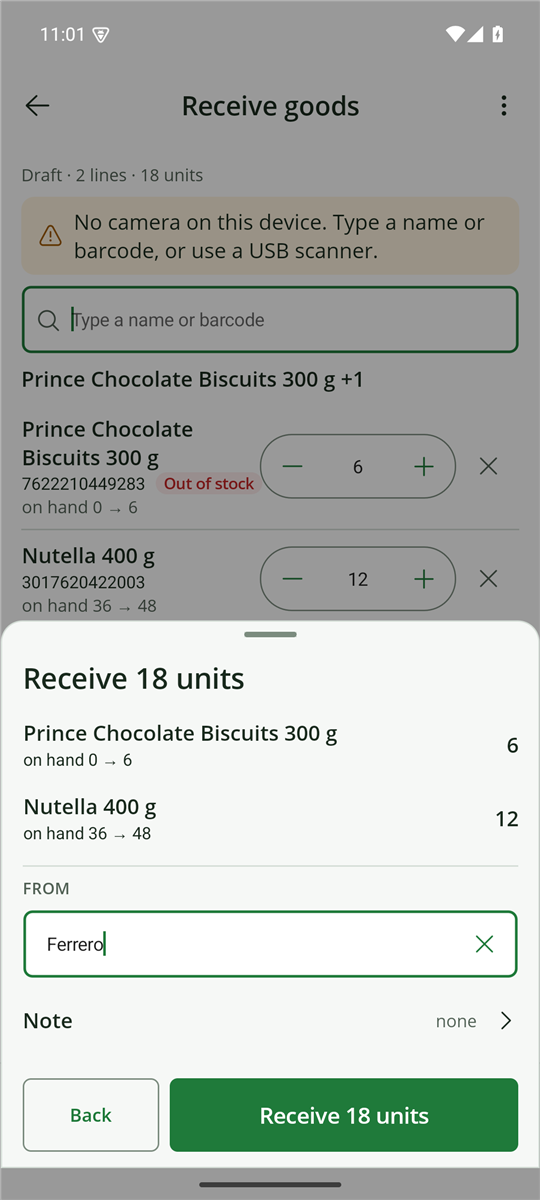 11:01
Receive goods
Draft · 2 lines · 18 units
No camera on this device. Type a name or
barcode, or use a USB scanner.
Type a name or barcode
Prince Chocolate Biscuits 300 g +1
Prince Chocolate
Biscuits 300 g
7622210449283 Out of stock
on hand 0 → 6
6
Nutella 400 g
3017620422003
on hand 36 → 48
12
Receive 18 units
Prince Chocolate Biscuits 300 g
on hand 0 → 6
6
Nutella 400 g
on hand 36 → 48
12
FROM
Ferrero
Note none
Back
Receive 18 units